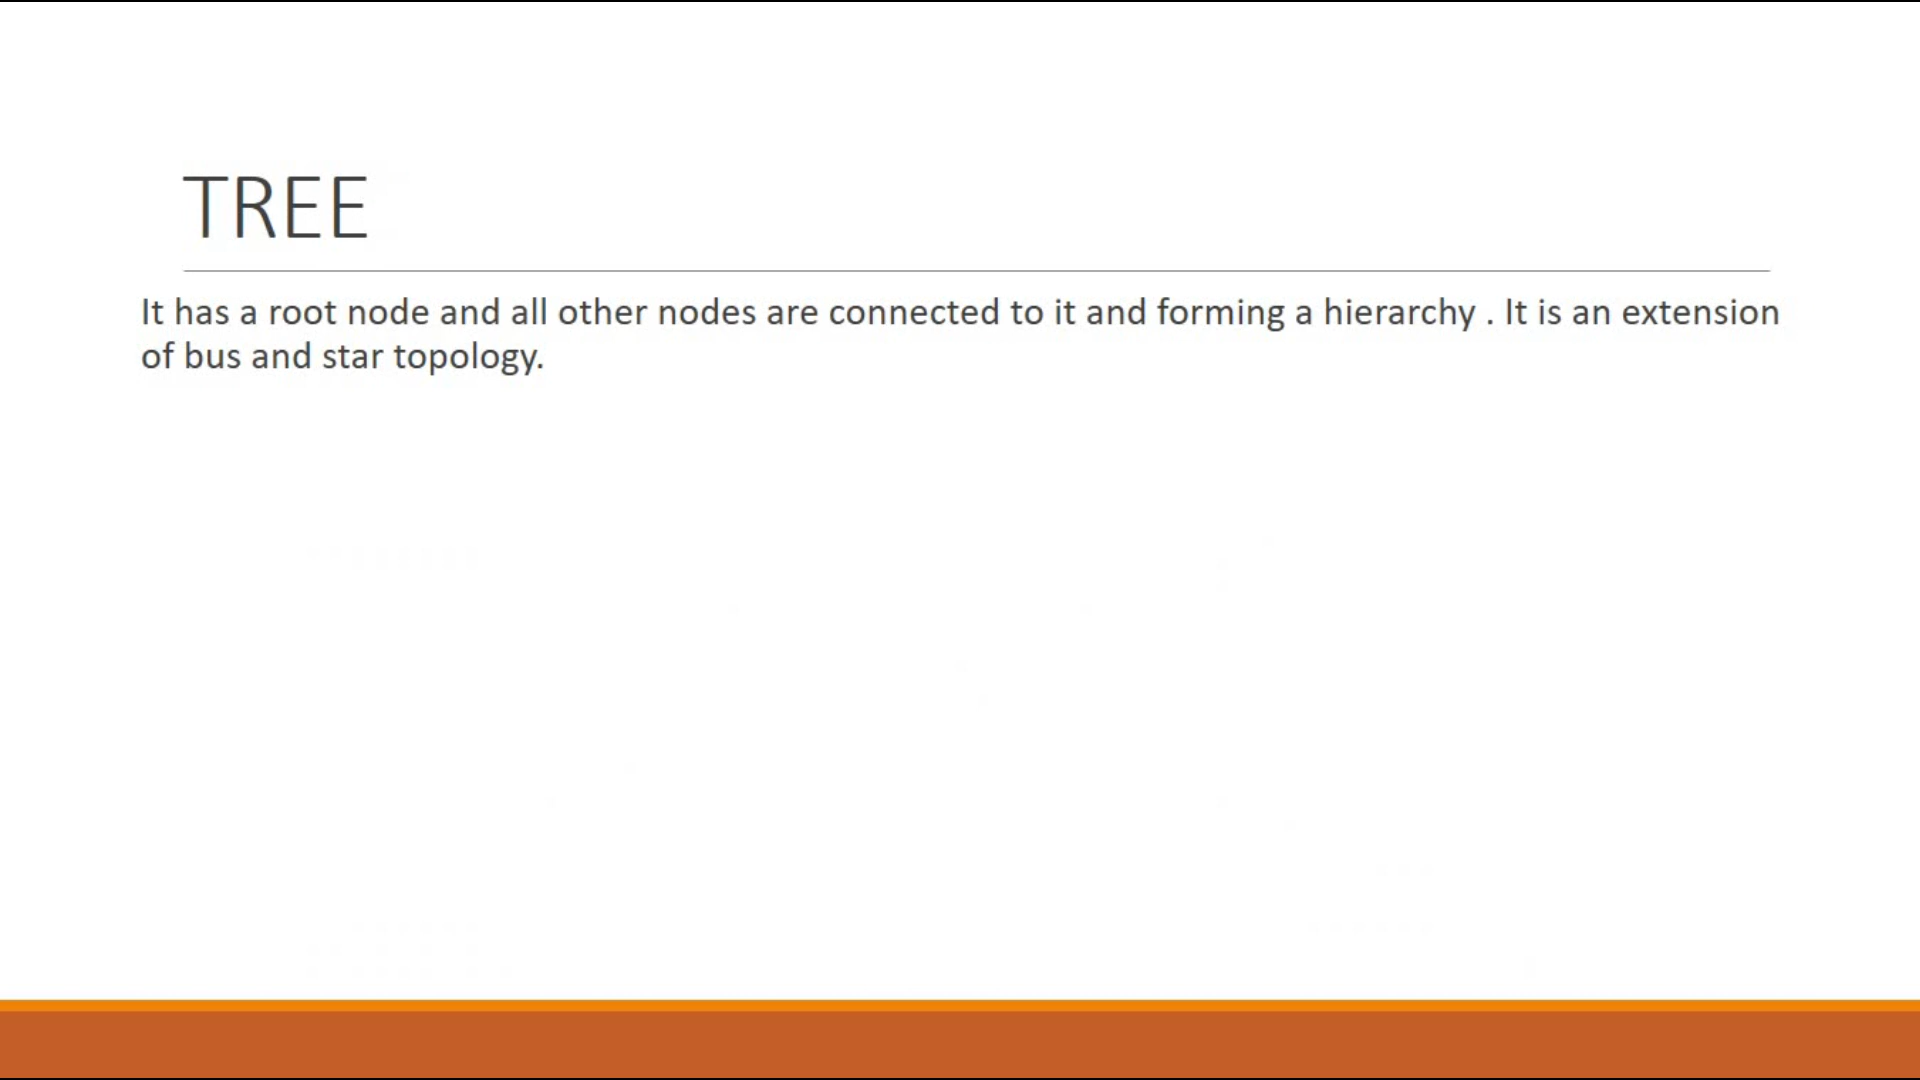 TREE
It has a root node and all other nodes are connected to it and forming a hierarchy . It is an extension
of bus and star topology.